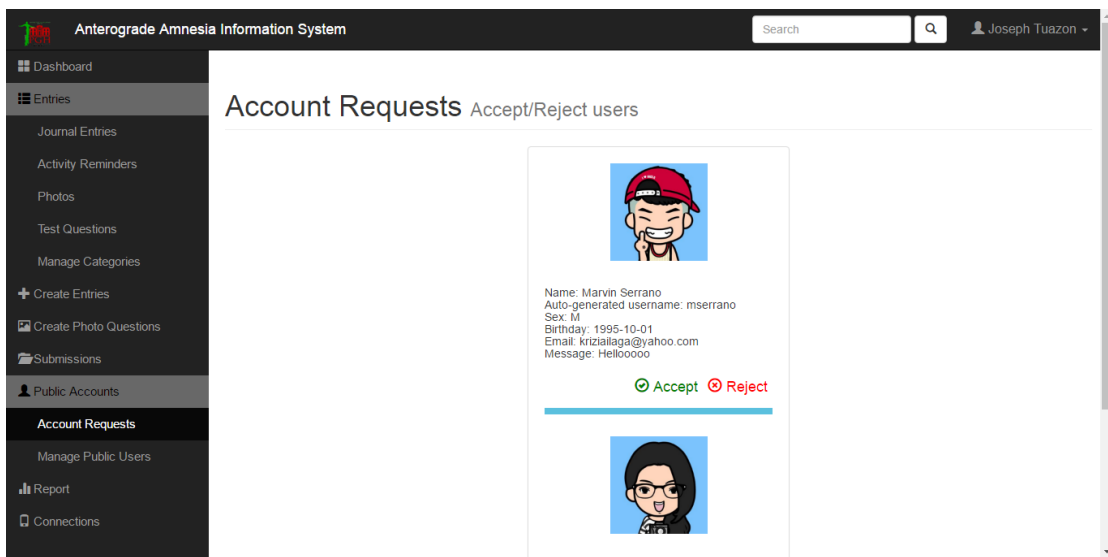 Anterograde Amnesia Information System
Search
Joseph Tuazon
Dashboard
Entries
Journal Entries
Activity Reminders
Photos
Test Questions
Manage Categories
Create Entries
Create Photo Questions
Submissions
Public Accounts
Account Requests
Manage Public Users
Report
Connections
Account Requests Accept/Reject users
Name: Marvin Serrano
Auto-generated username: mserrano
Sex: M
Birthday: 1995-10-01
Email: kriziailaga@yahoo.com
Message: Hellooooo
Accept Reject